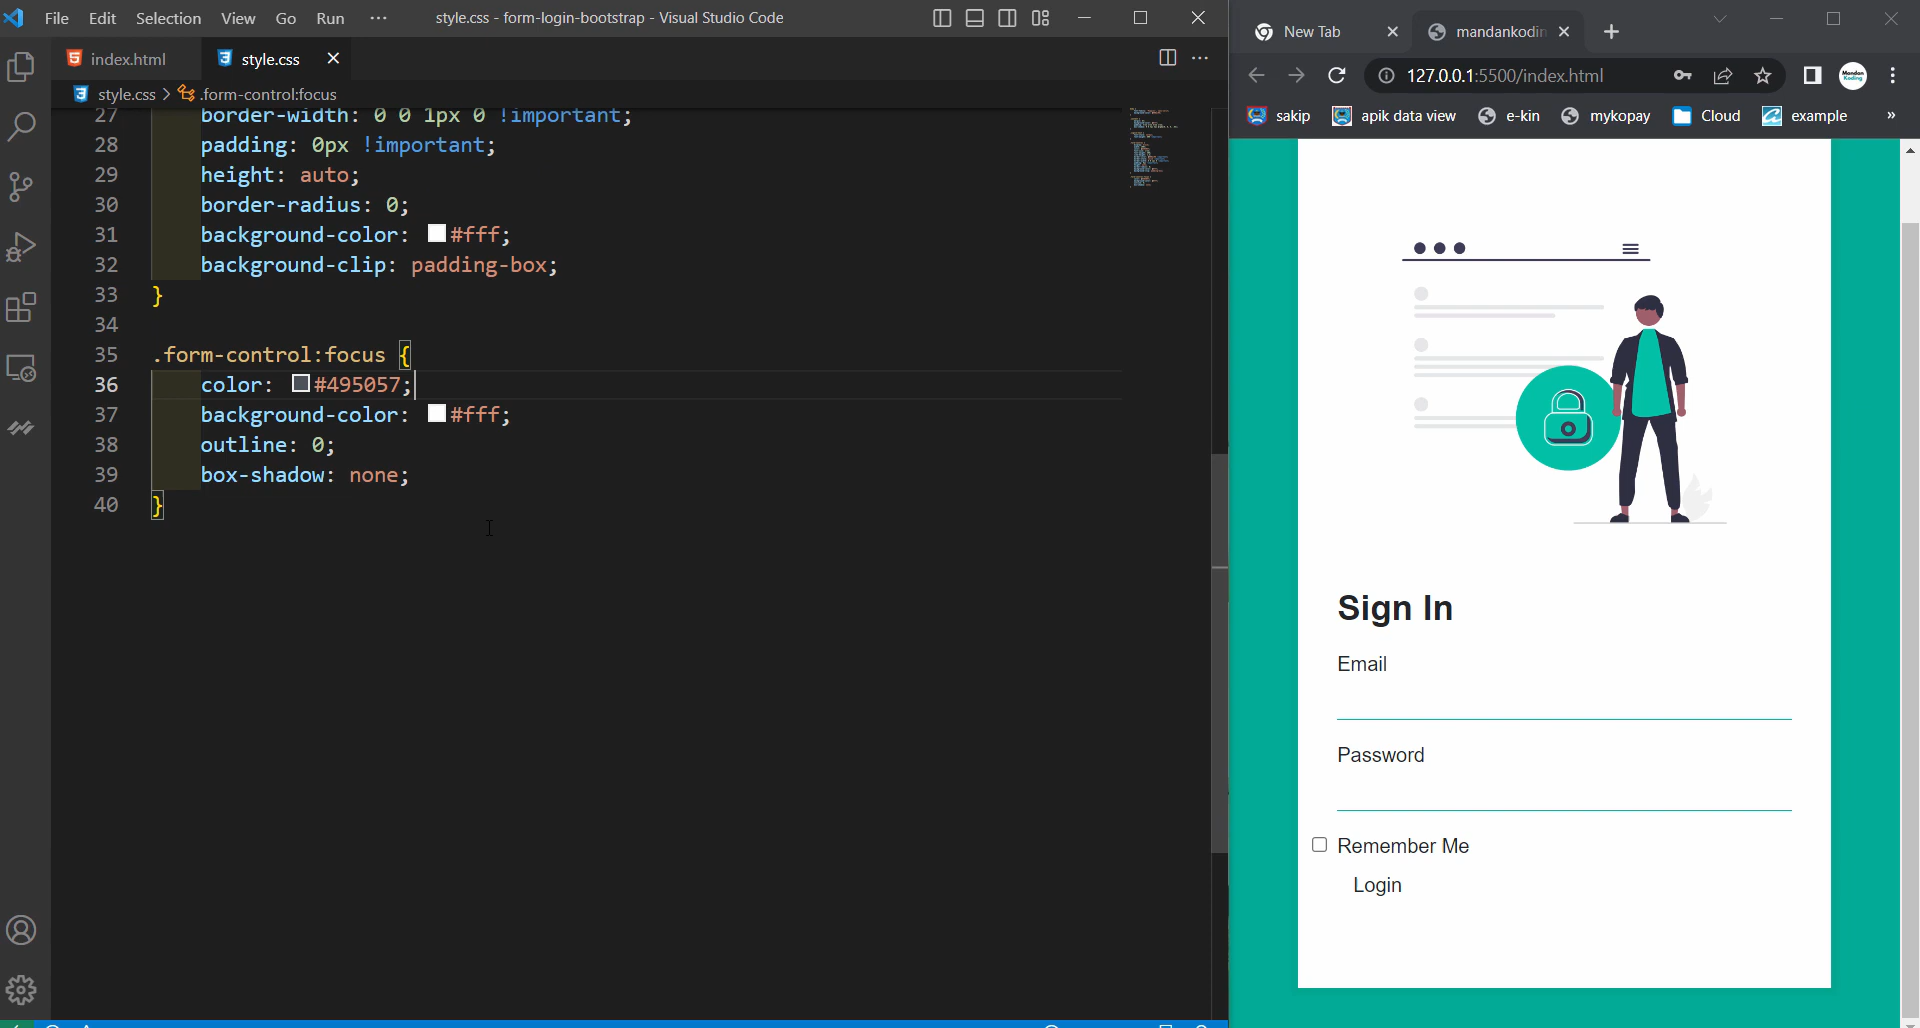 File Edit Selection View Go Run ··· style.css - form-login-bootstrap - Visual Studio Code
index.html style.css
style.css > .form-control:focus
27 border-width: 0 0 1px 0 !important;
28 padding: 0px !important;
29 height: auto;
30 border-radius: 0;
31 background-color: #fff;
32 background-clip: padding-box;
33 }
34
35 .form-control:focus {
36 color: #495057;
37 background-color: #fff;
38 outline: 0;
39 box-shadow: none;
40 }
New Tab mandankodin
127.0.0.1:5500/index.html
sakip apik data view e-kin mykopay Cloud example »
Sign In
Email
Password
Remember Me
Login